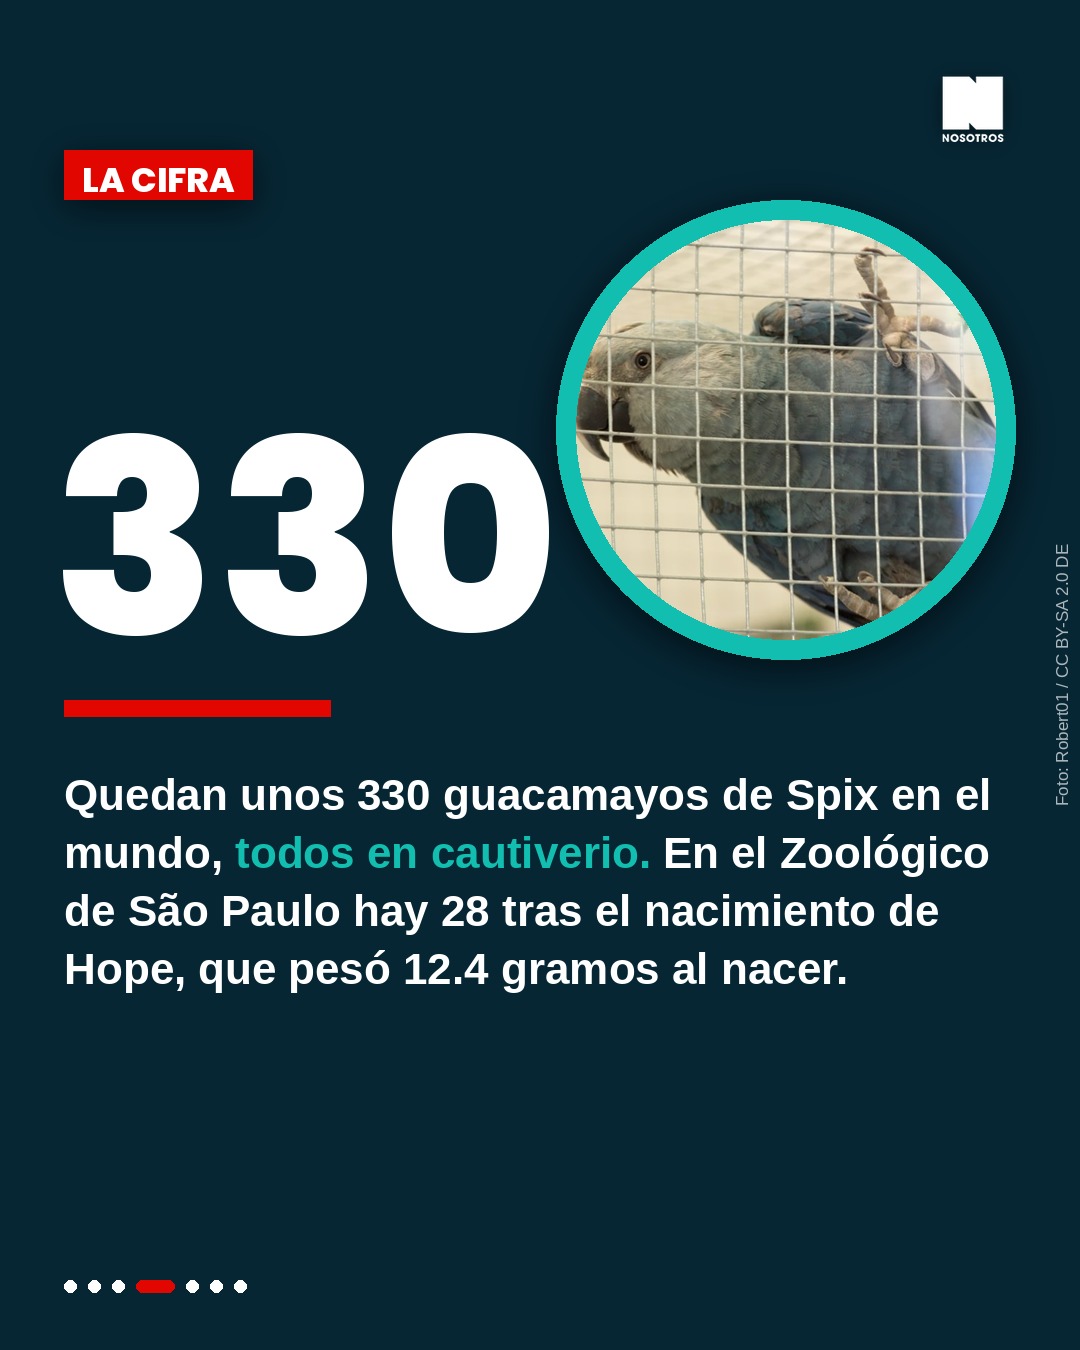 NOSOTROS
LA CIFRA
330
Quedan unos 330 guacamayos de Spix en el
mundo, todos en cautiverio. En el Zoológico
de São Paulo hay 28 tras el nacimiento de
Hope, que pesó 12.4 gramos al nacer.
Foto: Robert01 / CC BY-SA 2.0 DE